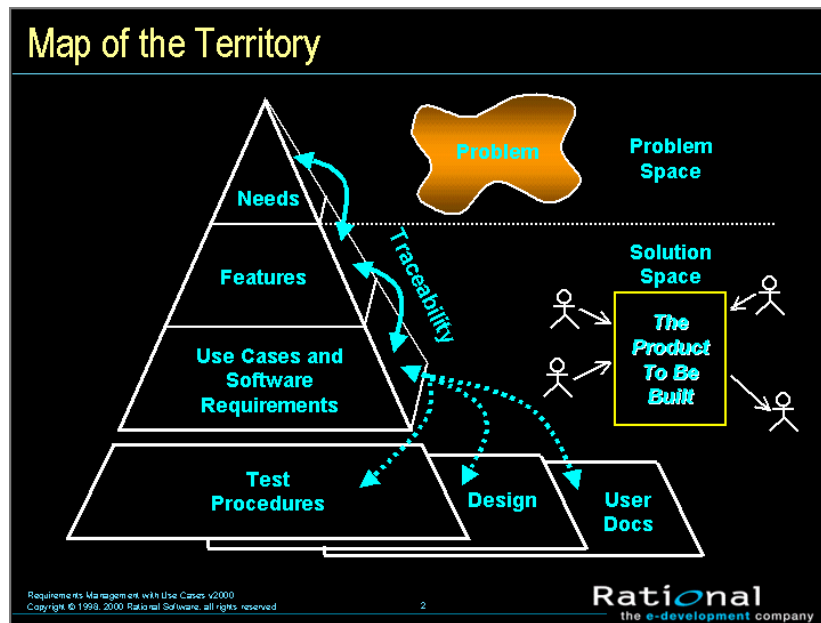 Map of the Territory
Problem
Problem
Space
Needs
Traceability
Solution
Space
Features
The
Product
To Be
Built
Use Cases and
Software
Requirements
Test
Procedures
Design
User
Docs
Requirements Management with Use Cases v2000
Copyright © 1998, 2000 Rational Software, all rights reserved
2
Rational
the e-development company